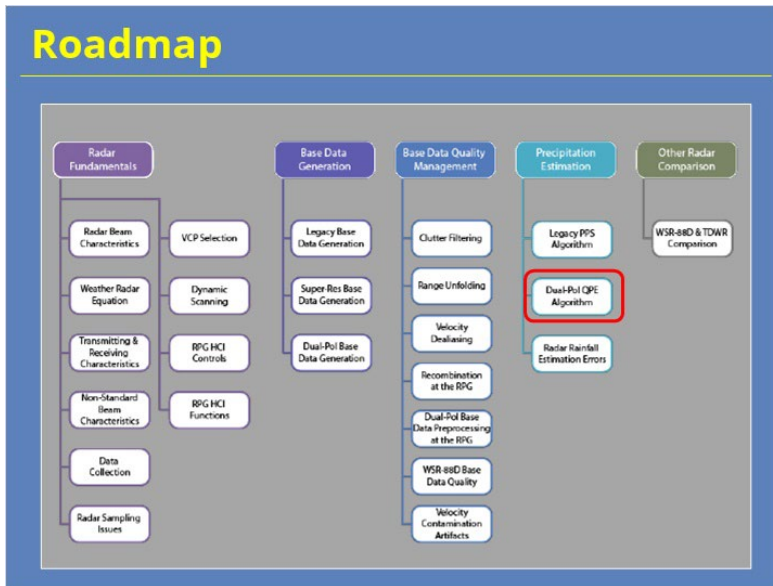 Roadmap
Radar
Fundamentals
Radar Beam
Characteristics
Weather Radar
Equation
Transmitting &
Receiving
Characteristics
Non-Standard
Beam
Characteristics
Data
Collection
Radar Sampling
Issues
VCP Selection
Dynamic
Scanning
RPG HCI
Controls
RPG HCI
Functions
Base Data
Generation
Legacy Base
Data Generation
Super-Res Base
Data Generation
Dual-Pol Base
Data Generation
Base Data Quality
Management
Clutter Filtering
Range Unfolding
Velocity
Dealiasing
Recombination
at the RPG
Dual-Pol Base
Data Preprocessing
at the RPG
WSR-88D Base
Data Quality
Velocity
Contamination
Artifacts
Precipitation
Estimation
Legacy PPS
Algorithm
Dual-Pol QPE
Algorithm
Radar Rainfall
Estimation Errors
Other Radar
Comparison
WSR-88D & TDWR
Comparison